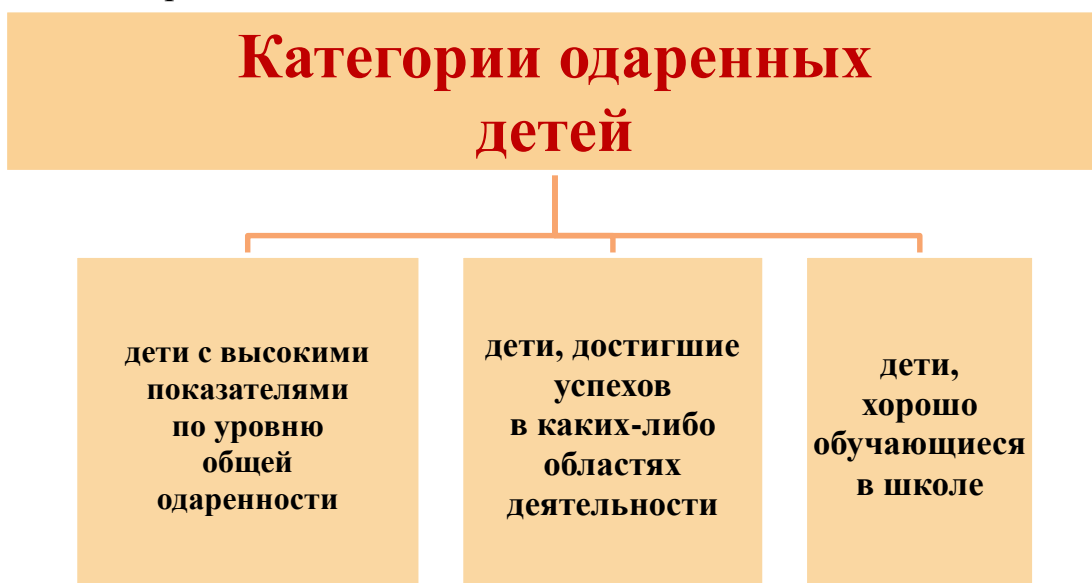 Категории одаренных
детей
дети с высокими
показателями
по уровню
общей
одаренности
дети, достигшие
успехов
в каких-либо
областях
деятельности
дети,
хорошо
обучающиеся
в школе